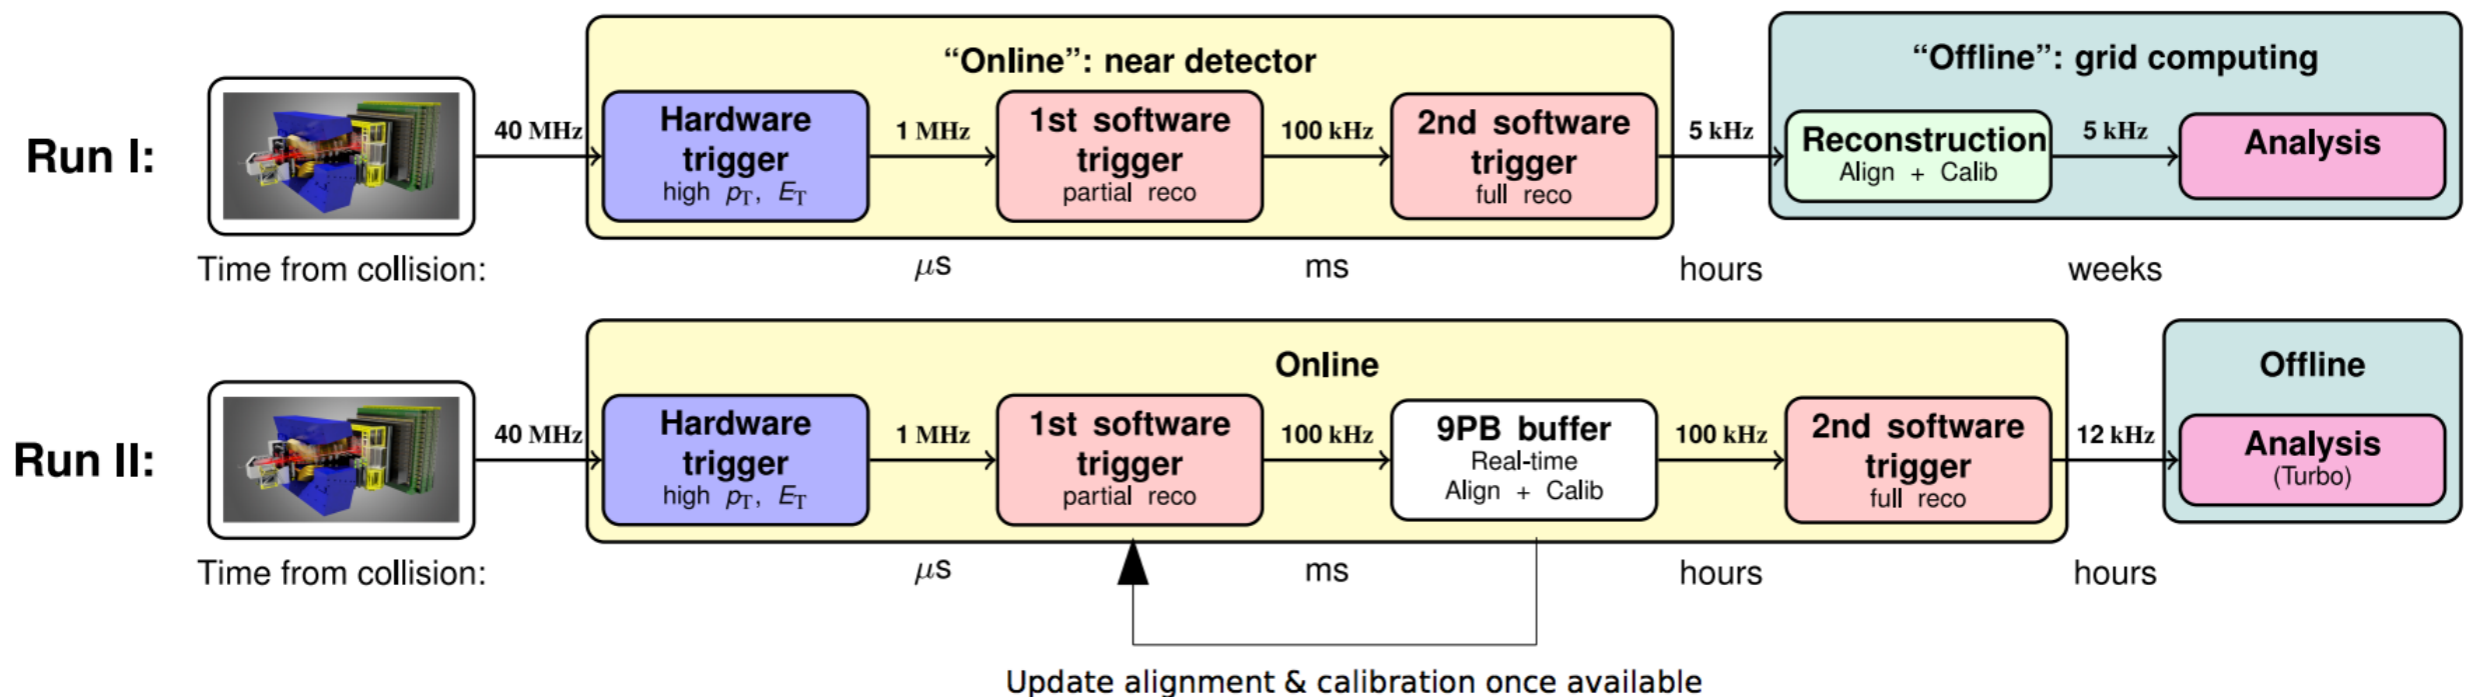 “Online”: near detector
“Offline”: grid computing
Run I:
40 MHz
Hardware
trigger
high pT, ET
1 MHz
1st software
trigger
partial reco
100 kHz
2nd software
trigger
full reco
5 kHz
Reconstruction
Align + Calib
5 kHz
Analysis
Time from collision:
μs
ms
hours
weeks
Online
Offline
Run II:
40 MHz
Hardware
trigger
high pT, ET
1 MHz
1st software
trigger
partial reco
100 kHz
9PB buffer
Real-time
Align + Calib
100 kHz
2nd software
trigger
full reco
12 kHz
Analysis
(Turbo)
Time from collision:
μs
ms
hours
hours
Update alignment & calibration once available